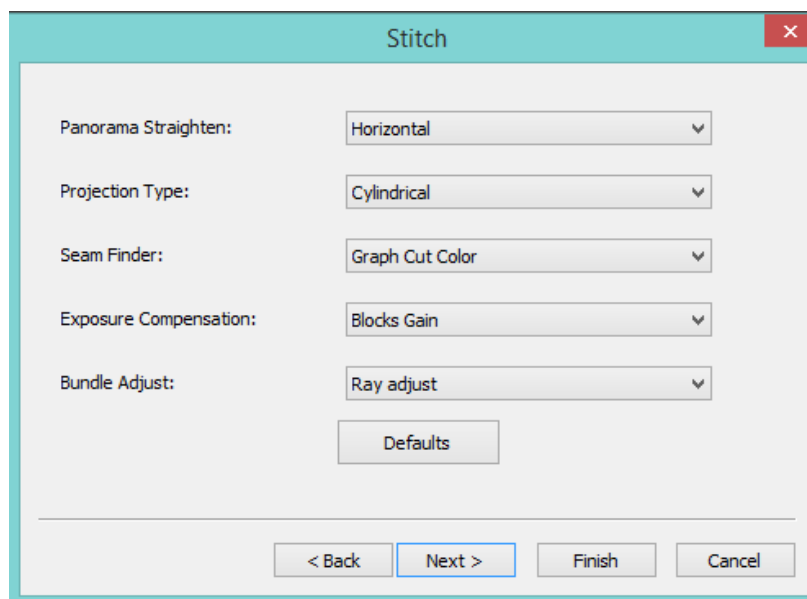 Stitch
Panorama Straighten: Horizontal
Projection Type: Cylindrical
Seam Finder: Graph Cut Color
Exposure Compensation: Blocks Gain
Bundle Adjust: Ray adjust
Defaults
< Back Next > Finish Cancel